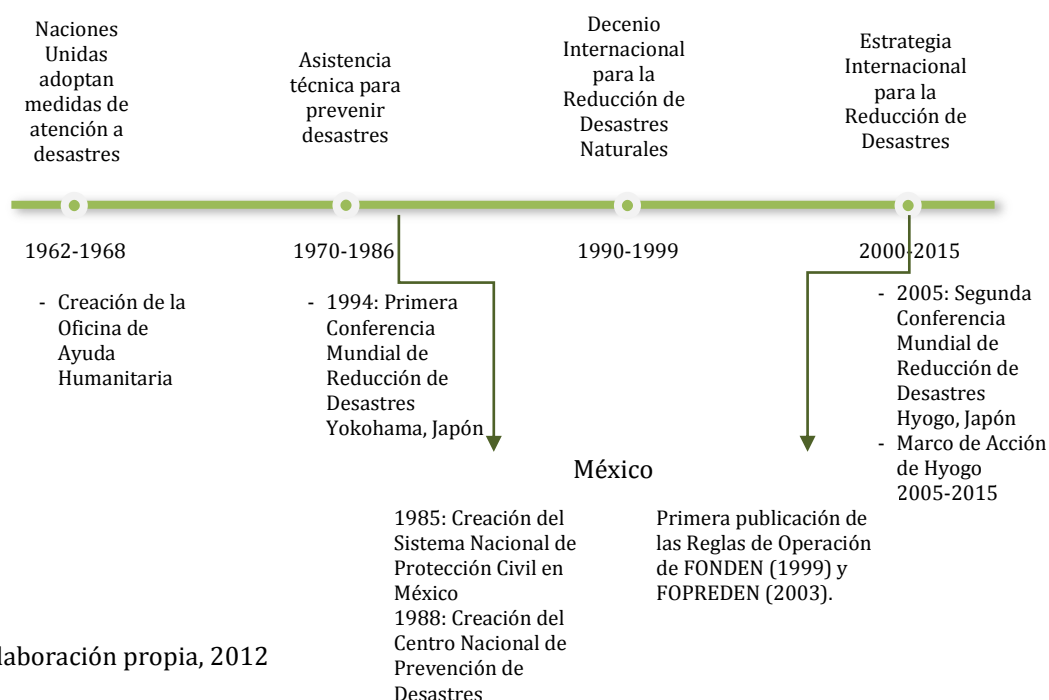 Naciones
Unidas
adoptan
medidas de
atención a
desastres
Asistencia
técnica para
prevenir
desastres
Decenio
Internacional
para la
Reducción de
Desastres
Naturales
Estrategia
Internacional
para la
Reducción de
Desastres
1962-1968
1970-1986
1990-1999
2000-2015
- Creación de la
Oficina de
Ayuda
Humanitaria
- 1994: Primera
Conferencia
Mundial de
Reducción de
Desastres
Yokohama, Japón
- 2005: Segunda
Conferencia
Mundial de
Reducción de
Desastres
Hyogo, Japón
- Marco de Acción
de Hyogo
2005-2015
México
1985: Creación del
Sistema Nacional de
Protección Civil en
México
1988: Creación del
Centro Nacional de
Prevención de
Desastres
Primera publicación de
las Reglas de Operación
de FONDEN (1999) y
FOPREDEN (2003).
laboración propia, 2012